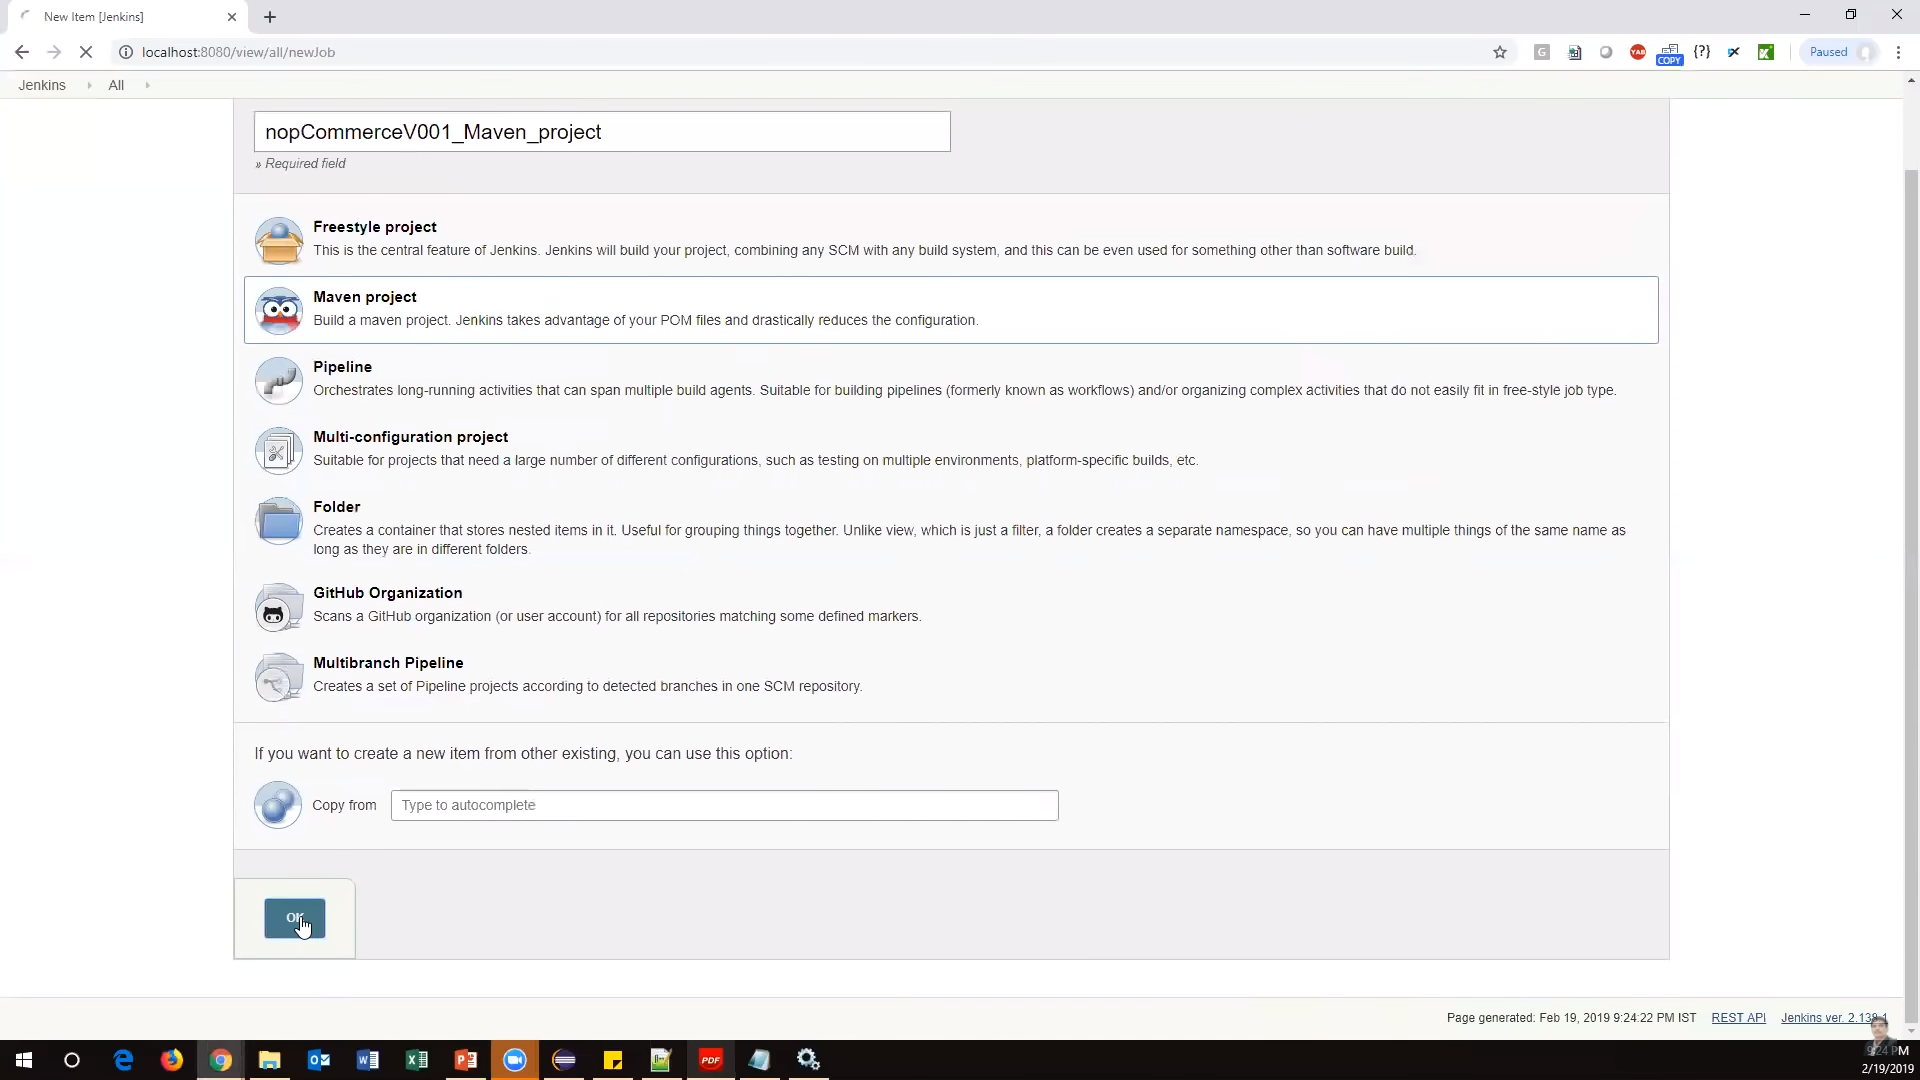 New Item [Jenkins]
localhost:8080/view/all/newJob
COPY
Paused
Jenkins
All
nopCommerceV001_Maven_project
» Required field
Freestyle project
This is the central feature of Jenkins. Jenkins will build your project, combining any SCM with any build system, and this can be even used for something other than software build.
Maven project
Build a maven project. Jenkins takes advantage of your POM files and drastically reduces the configuration.
Pipeline
Orchestrates long-running activities that can span multiple build agents. Suitable for building pipelines (formerly known as workflows) and/or organizing complex activities that do not easily fit in free-style job type.
Multi-configuration project
Suitable for projects that need a large number of different configurations, such as testing on multiple environments, platform-specific builds, etc.
Folder
Creates a container that stores nested items in it. Useful for grouping things together. Unlike view, which is just a filter, a folder creates a separate namespace, so you can have multiple things of the same name as
long as they are in different folders.
GitHub Organization
Scans a GitHub organization (or user account) for all repositories matching some defined markers.
Multibranch Pipeline
Creates a set of Pipeline projects according to detected branches in one SCM repository.
If you want to create a new item from other existing, you can use this option:
Copy from
Type to autocomplete
OK
Page generated: Feb 19, 2019 9:24:22 PM IST
REST API
Jenkins ver. 2.138.1
PDF
9:24 PM
2/19/2019